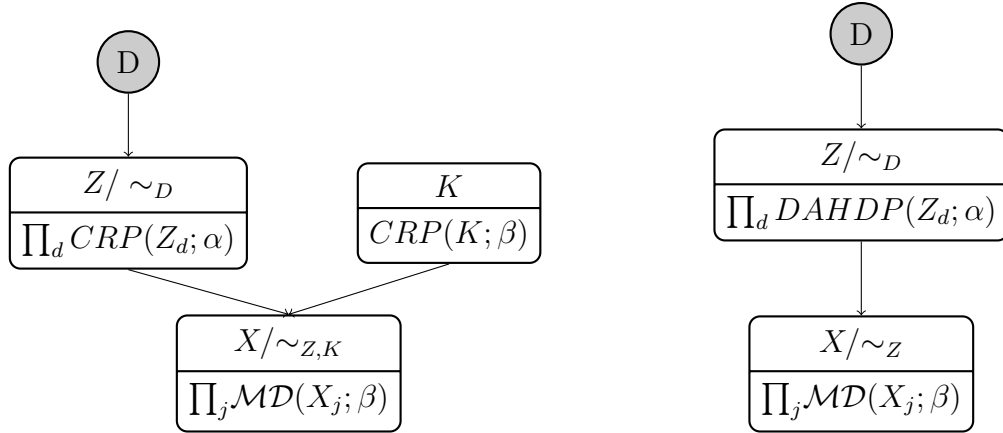 D
Z/ ∼_D
∏_d CRP(Z_d; α)
K
CRP(K; β)
X/∼_{Z,K}
∏_j 𝓜𝓓(X_j; β)
D
Z/ ∼_D
∏_d DAHDP(Z_d; α)
X/∼_Z
∏_j 𝓜𝓓(X_j; β)